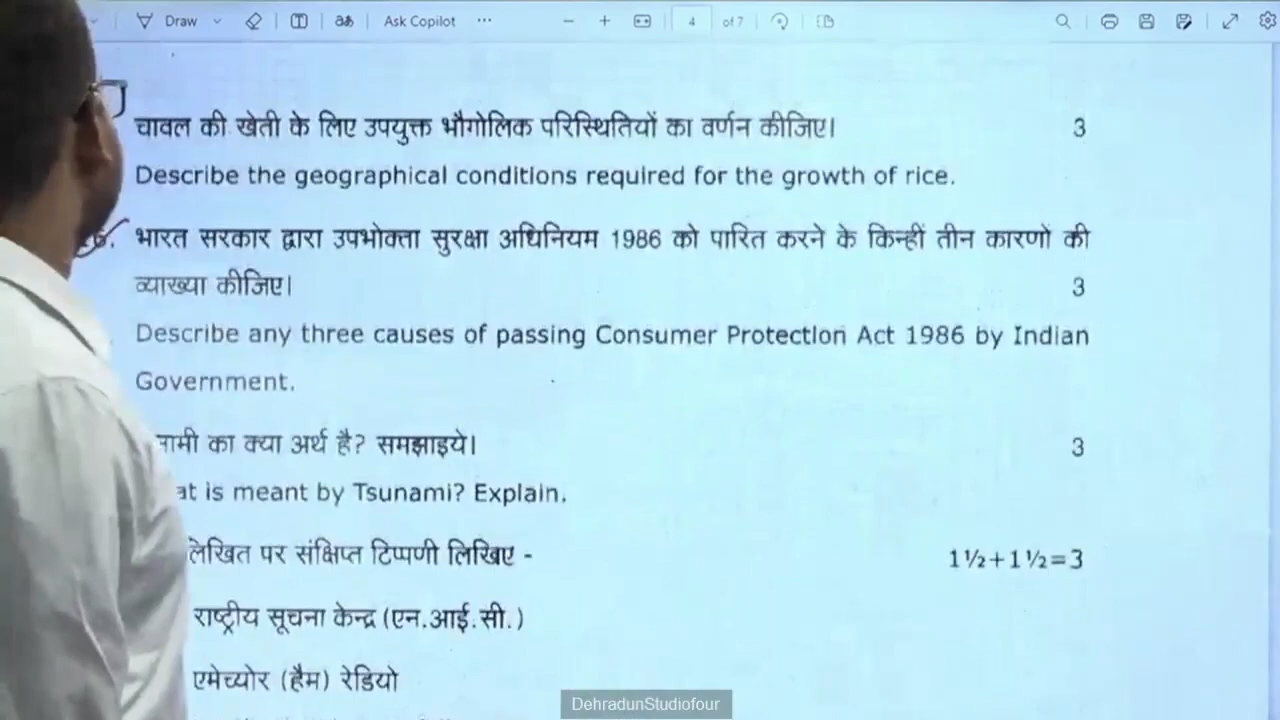 Draw
aあ
Ask Copilot
4
of 7
चावल की खेती के लिए उपयुक्त भौगोलिक परिस्थितियों का वर्णन कीजिए। 3
Describe the geographical conditions required for the growth of rice.
26. भारत सरकार द्वारा उपभोक्ता सुरक्षा अधिनियम 1986 को पारित करने के किन्हीं तीन कारणों की
व्याख्या कीजिए। 3
Describe any three causes of passing Consumer Protection Act 1986 by Indian
Government.
का क्या अर्थ है? समझाइये। 3
is meant by Tsunami? Explain.
पर संक्षिप्त टिप्पणी लिखिए - 1½+1½=3
राष्ट्रीय सूचना केन्द्र (एन.आई.सी.)
एमेच्योर (हैम) रेडियो
DehradunStudiofour